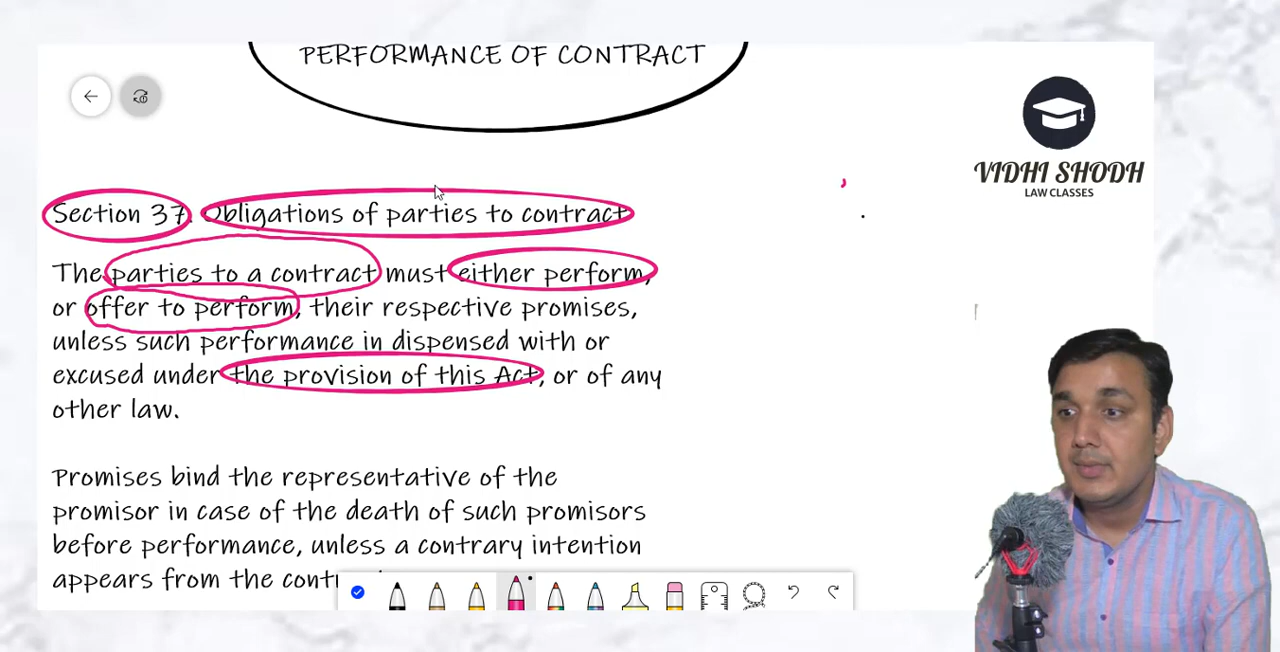 PERFORMANCE OF CONTRACT
VIDHI SHODH
LAW CLASSES
Section 37. Obligations of parties to contract
The parties to a contract must either perform,
or offer to perform, their respective promises,
unless such performance in dispensed with or
excused under the provision of this Act, or of any
other law.
Promises bind the representative of the
promisor in case of the death of such promisors
before performance, unless a contrary intention
appears from the